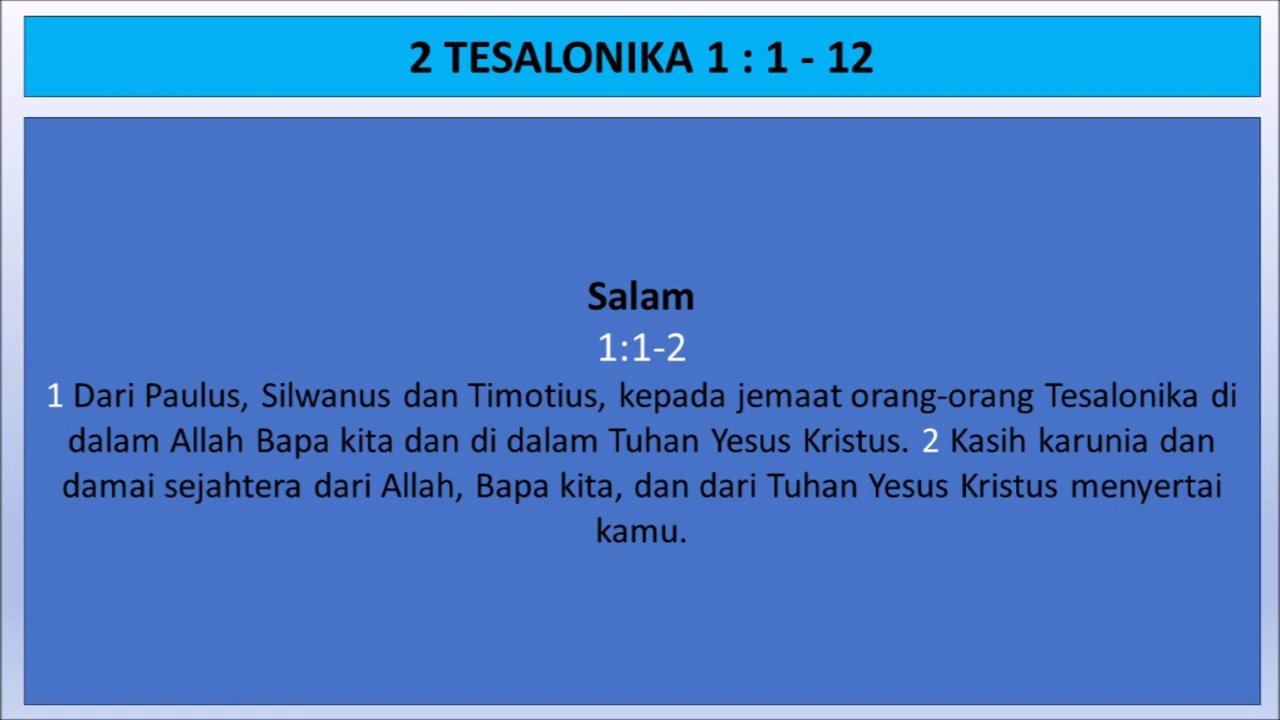 2 TESALONIKA 1 : 1 - 12
Salam
1:1-2
1 Dari Paulus, Silwanus dan Timotius, kepada jemaat orang-orang Tesalonika di
dalam Allah Bapa kita dan di dalam Tuhan Yesus Kristus. 2 Kasih karunia dan
damai sejahtera dari Allah, Bapa kita, dan dari Tuhan Yesus Kristus menyertai
kamu.